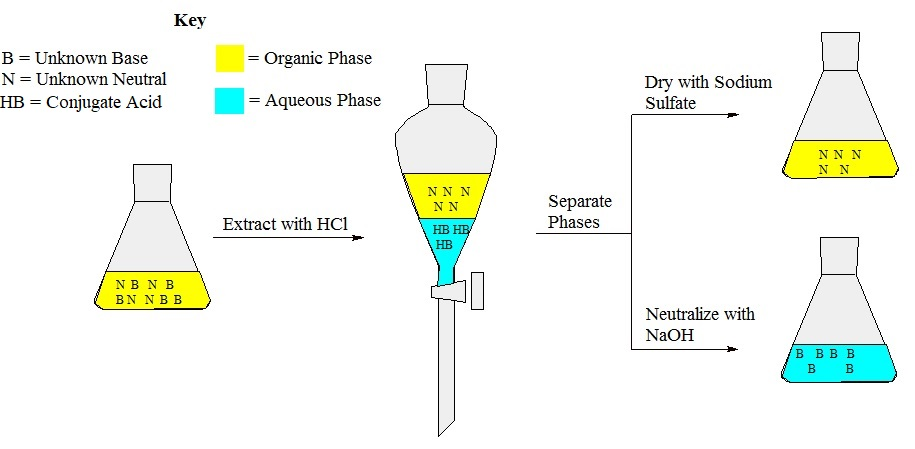 Key
B = Unknown Base
N = Unknown Neutral
HB = Conjugate Acid
= Organic Phase
= Aqueous Phase
N B N B
B N N B B
Extract with HCl
N N N
N N
HB HB
HB
Separate
Phases
Dry with Sodium
Sulfate
N N N
N N
Neutralize with
NaOH
B B B B
B B